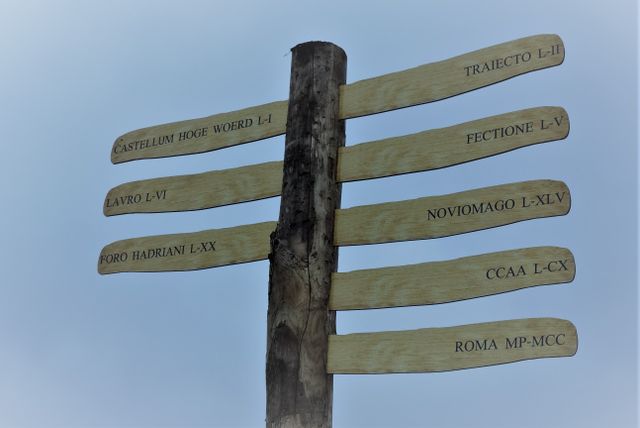 CASTELLUM HOGE WOERD L-I
LAVRO L-VI
FORO HADRIANI L-XX
TRAIECTO L-II
FECTIONE L-V
NOVIOMAGO L-XLV
CCAA L-CX
ROMA MP-MCC